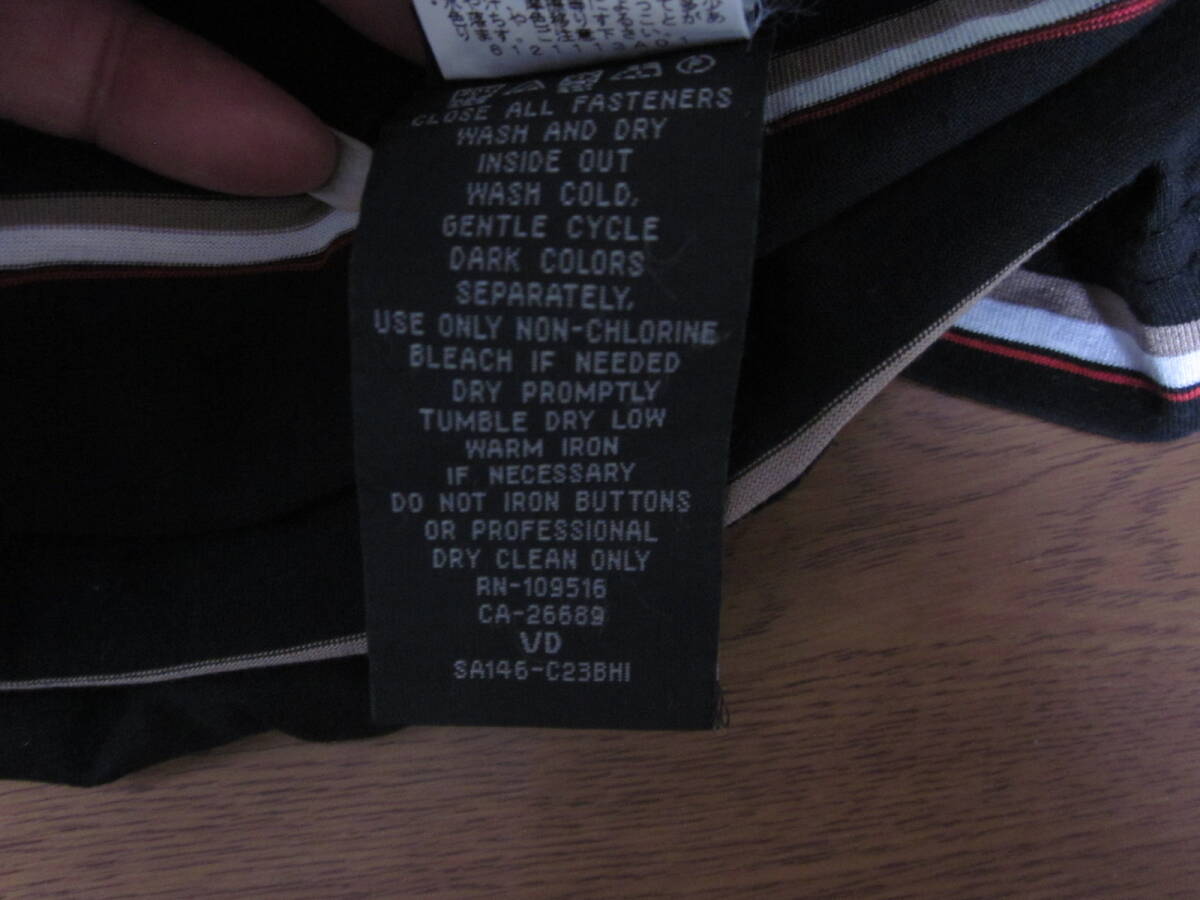 CLOSE ALL FASTENERS
WASH AND DRY
INSIDE OUT
WASH COLD,
GENTLE CYCLE
DARK COLORS
SEPARATELY,
USE ONLY NON-CHLORINE
BLEACH IF NEEDED
DRY PROMPTLY
TUMBLE DRY LOW
WARM IRON
IF NECESSARY
DO NOT IRON BUTTONS
OR PROFESSIONAL
DRY CLEAN ONLY
RN-109516
CA-26689
VD
SA146-C23BHI